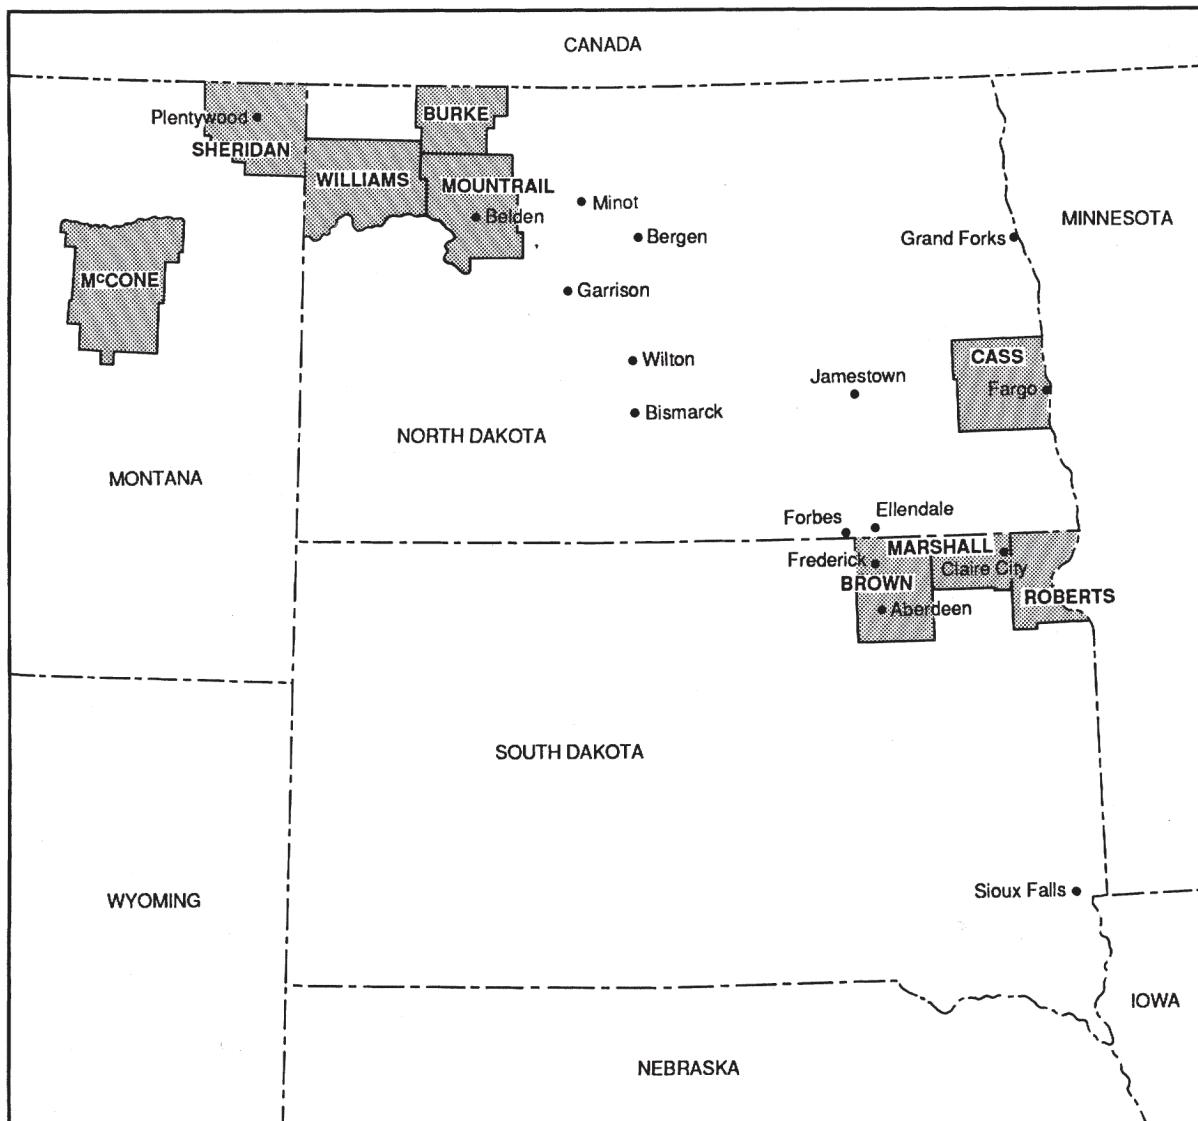 CANADA
Plentywood
BURKE
SHERIDAN
WILLIAMS
MOUNTRAIL
Belden
Minot
Bergen
Grand Forks
MINNESOTA
McCONE
Garrison
Wilton
CASS
Jamestown
Fargo
Bismarck
NORTH DAKOTA
MONTANA
Forbes
Ellendale
MARSHALL
Frederick
Claire City
BROWN
ROBERTS
Aberdeen
SOUTH DAKOTA
WYOMING
Sioux Falls
IOWA
NEBRASKA